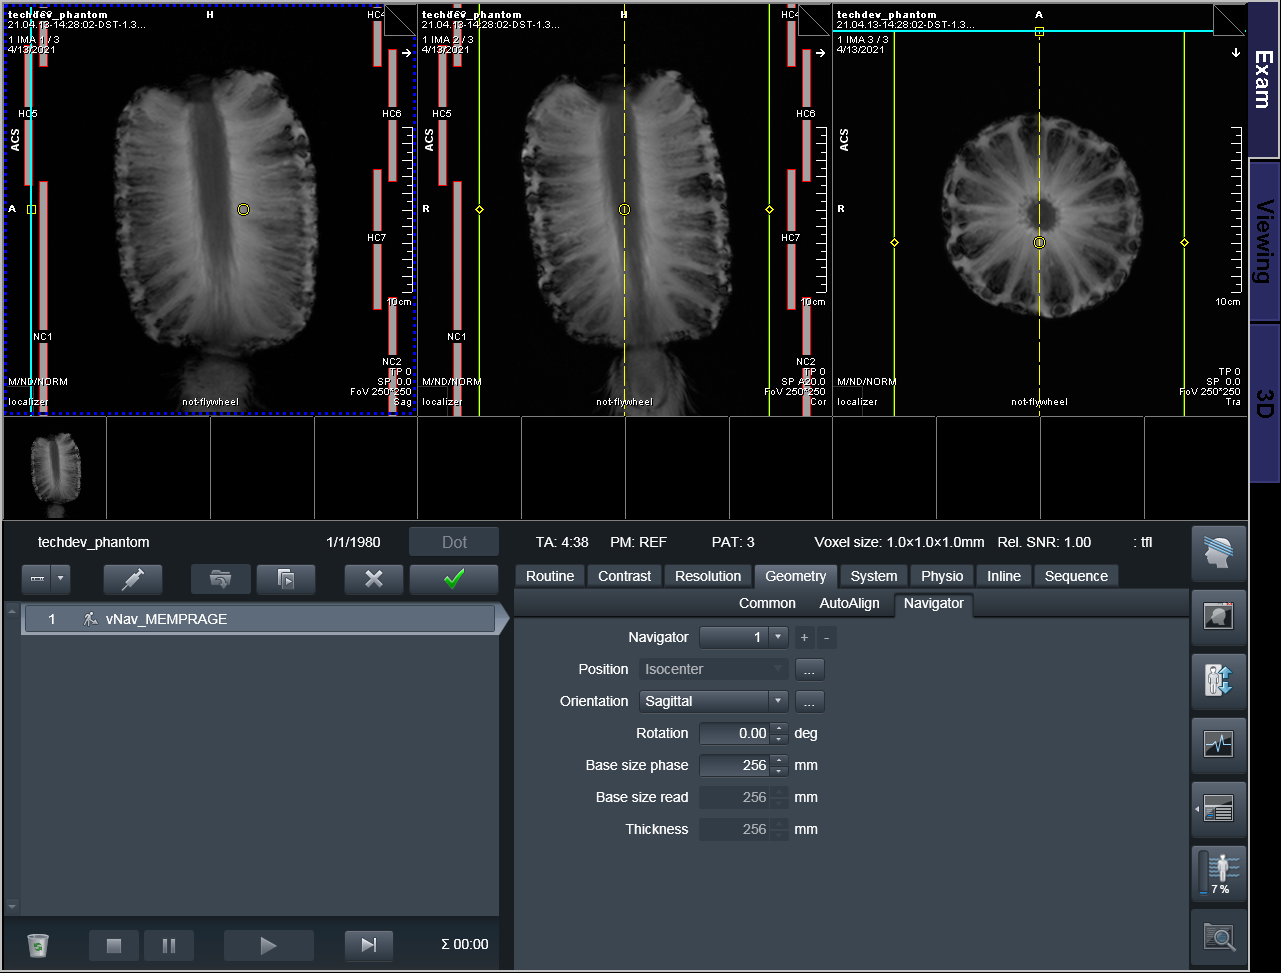 techdev_phantom
21.04.13-14:28:02-DST-1.3...
1 IMA 1 / 3
4/13/2021
H
HC4
HC5
HC6
ACS
A
HC7
10cm
NC1
NC2
TP 0
M/ND/NORM
SP 0.0
FoV 250*250
localizer
not-flywheel
Sag
techdev_phantom
21.04.13-14:28:02-DST-1.3...
1 IMA 2 / 3
4/13/2021
H
HC4
HC5
HC6
ACS
R
HC7
10cm
NC1
NC2
TP 0
M/ND/NORM
SP A20.0
FoV 250*250
localizer
not-flywheel
Cor
techdev_phantom
21.04.13-14:28:02-DST-1.3...
1 IMA 3 / 3
4/13/2021
A
ACS
R
10cm
TP 0
M/ND/NORM
SP 0.0
FoV 250*250
localizer
not-flywheel
Tra
Exam
Viewing
3D
techdev_phantom
1/1/1980
Dot
1 vNav_MEMPRAGE
Σ 00:00
TA: 4:38 PM: REF PAT: 3 Voxel size: 1.0×1.0×1.0mm Rel. SNR: 1.00 : tfl
Routine Contrast Resolution Geometry System Physio Inline Sequence
Common AutoAlign Navigator
Navigator 1 + -
Position Isocenter ...
Orientation Sagittal ...
Rotation 0.00 deg
Base size phase 256 mm
Base size read 256 mm
Thickness 256 mm
7 %